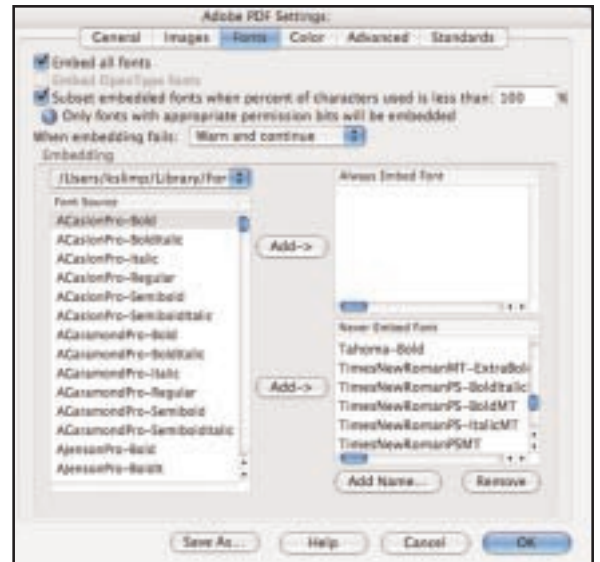 Adobe PDF Settings:
General Images Fonts Color Advanced Standards
Embed all fonts
Embed OpenType fonts
Subset embedded fonts when percent of characters used is less than: 100 %
Only fonts with appropriate permission bits will be embedded
When embedding fails: Warn and continue
Embedding
/Users/kslimp/Library/For
Font Source
ACaslonPro-Bold
ACaslonPro-BoldItalic
ACaslonPro-Italic
ACaslonPro-Regular
ACaslonPro-Semibold
ACaslonPro-SemiboldItalic
AGaramondPro-Bold
AGaramondPro-BoldItalic
AGaramondPro-Italic
AGaramondPro-Regular
AGaramondPro-Semibold
AGaramondPro-SemiboldItalic
AJensonPro-Bold
AJensonPro-BoldIt
Add->
Add->
Always Embed Font
Never Embed Font
Tahoma-Bold
TimesNewRomanMT-ExtraBol
TimesNewRomanPS-BoldItalic
TimesNewRomanPS-BoldMT
TimesNewRomanPS-ItalicMT
TimesNewRomanPSMT
Add Name... Remove
Save As... Help Cancel OK